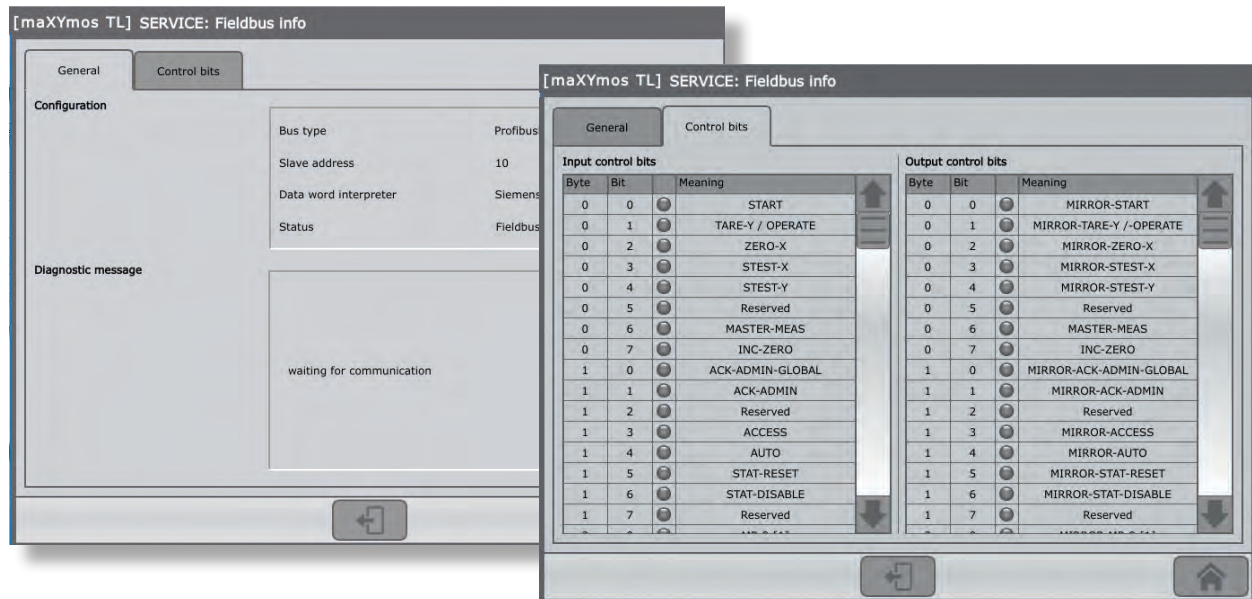 [maXYmos TL] SERVICE: Fieldbus info
General Control bits
Configuration
Bus type Profibus
Slave address 10
Data word interpreter Siemens
Status Fieldbus
Diagnostic message
waiting for communication
[maXYmos TL] SERVICE: Fieldbus info
General Control bits
Input control bits
Byte Bit Meaning
0 0 START
0 1 TARE-Y / OPERATE
0 2 ZERO-X
0 3 STEST-X
0 4 STEST-Y
0 5 Reserved
0 6 MASTER-MEAS
0 7 INC-ZERO
1 0 ACK-ADMIN-GLOBAL
1 1 ACK-ADMIN
1 2 Reserved
1 3 ACCESS
1 4 AUTO
1 5 STAT-RESET
1 6 STAT-DISABLE
1 7 Reserved
Output control bits
Byte Bit Meaning
0 0 MIRROR-START
0 1 MIRROR-TARE-Y /-OPERATE
0 2 MIRROR-ZERO-X
0 3 MIRROR-STEST-X
0 4 MIRROR-STEST-Y
0 5 Reserved
0 6 MASTER-MEAS
0 7 INC-ZERO
1 0 MIRROR-ACK-ADMIN-GLOBAL
1 1 MIRROR-ACK-ADMIN
1 2 Reserved
1 3 MIRROR-ACCESS
1 4 MIRROR-AUTO
1 5 MIRROR-STAT-RESET
1 6 MIRROR-STAT-DISABLE
1 7 Reserved